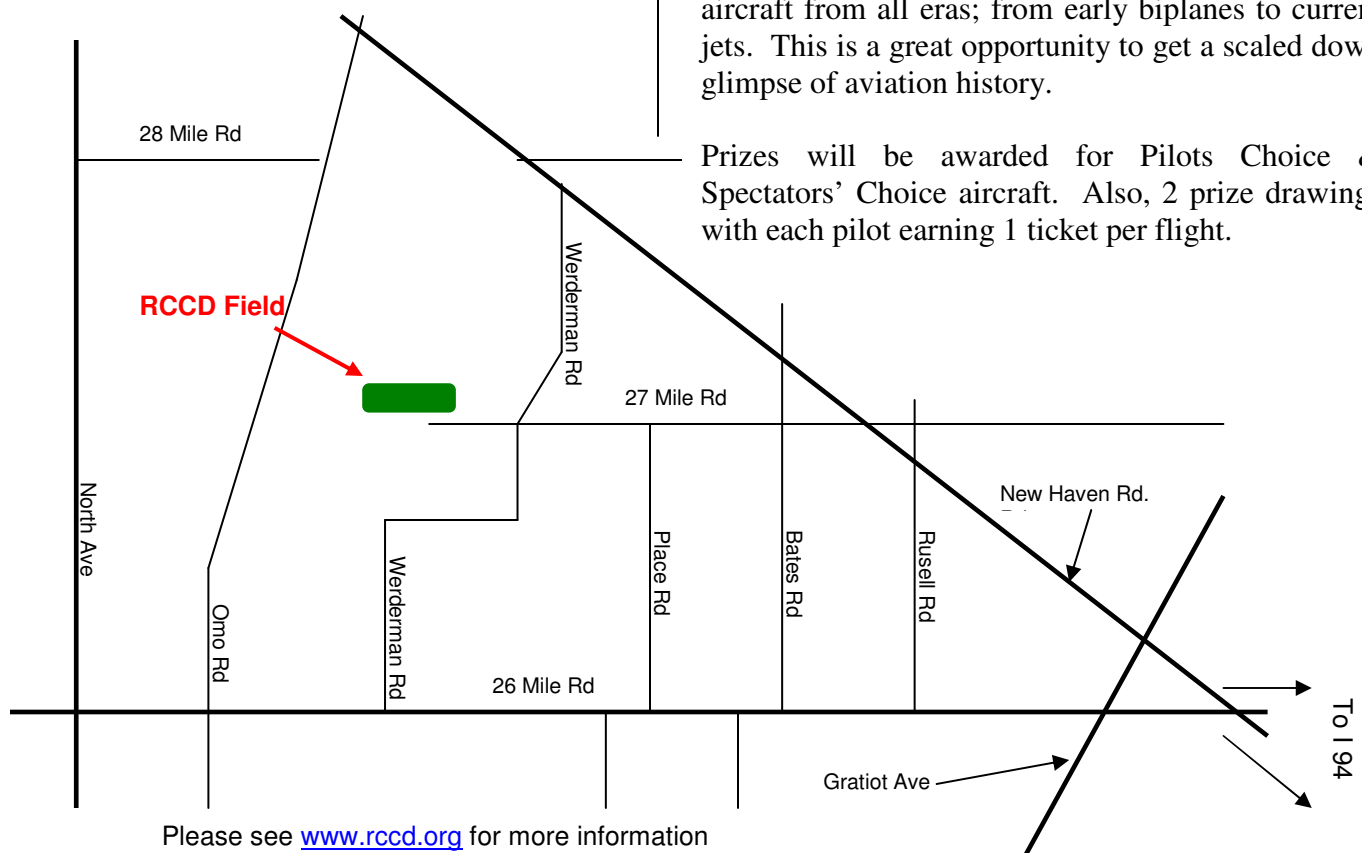 aircraft from all eras; from early biplanes to curren
jets. This is a great opportunity to get a scaled dow
glimpse of aviation history.
Prizes will be awarded for Pilots Choice
Spectators' Choice aircraft. Also, 2 prize drawing
with each pilot earning 1 ticket per flight.
28 Mile Rd
Werderman Rd
RCCD Field
27 Mile Rd
North Ave
New Haven Rd.
Omo Rd
Werderman Rd
Place Rd
Bates Rd
Rusell Rd
26 Mile Rd
To I 94
Gratiot Ave
Please see www.rccd.org for more information